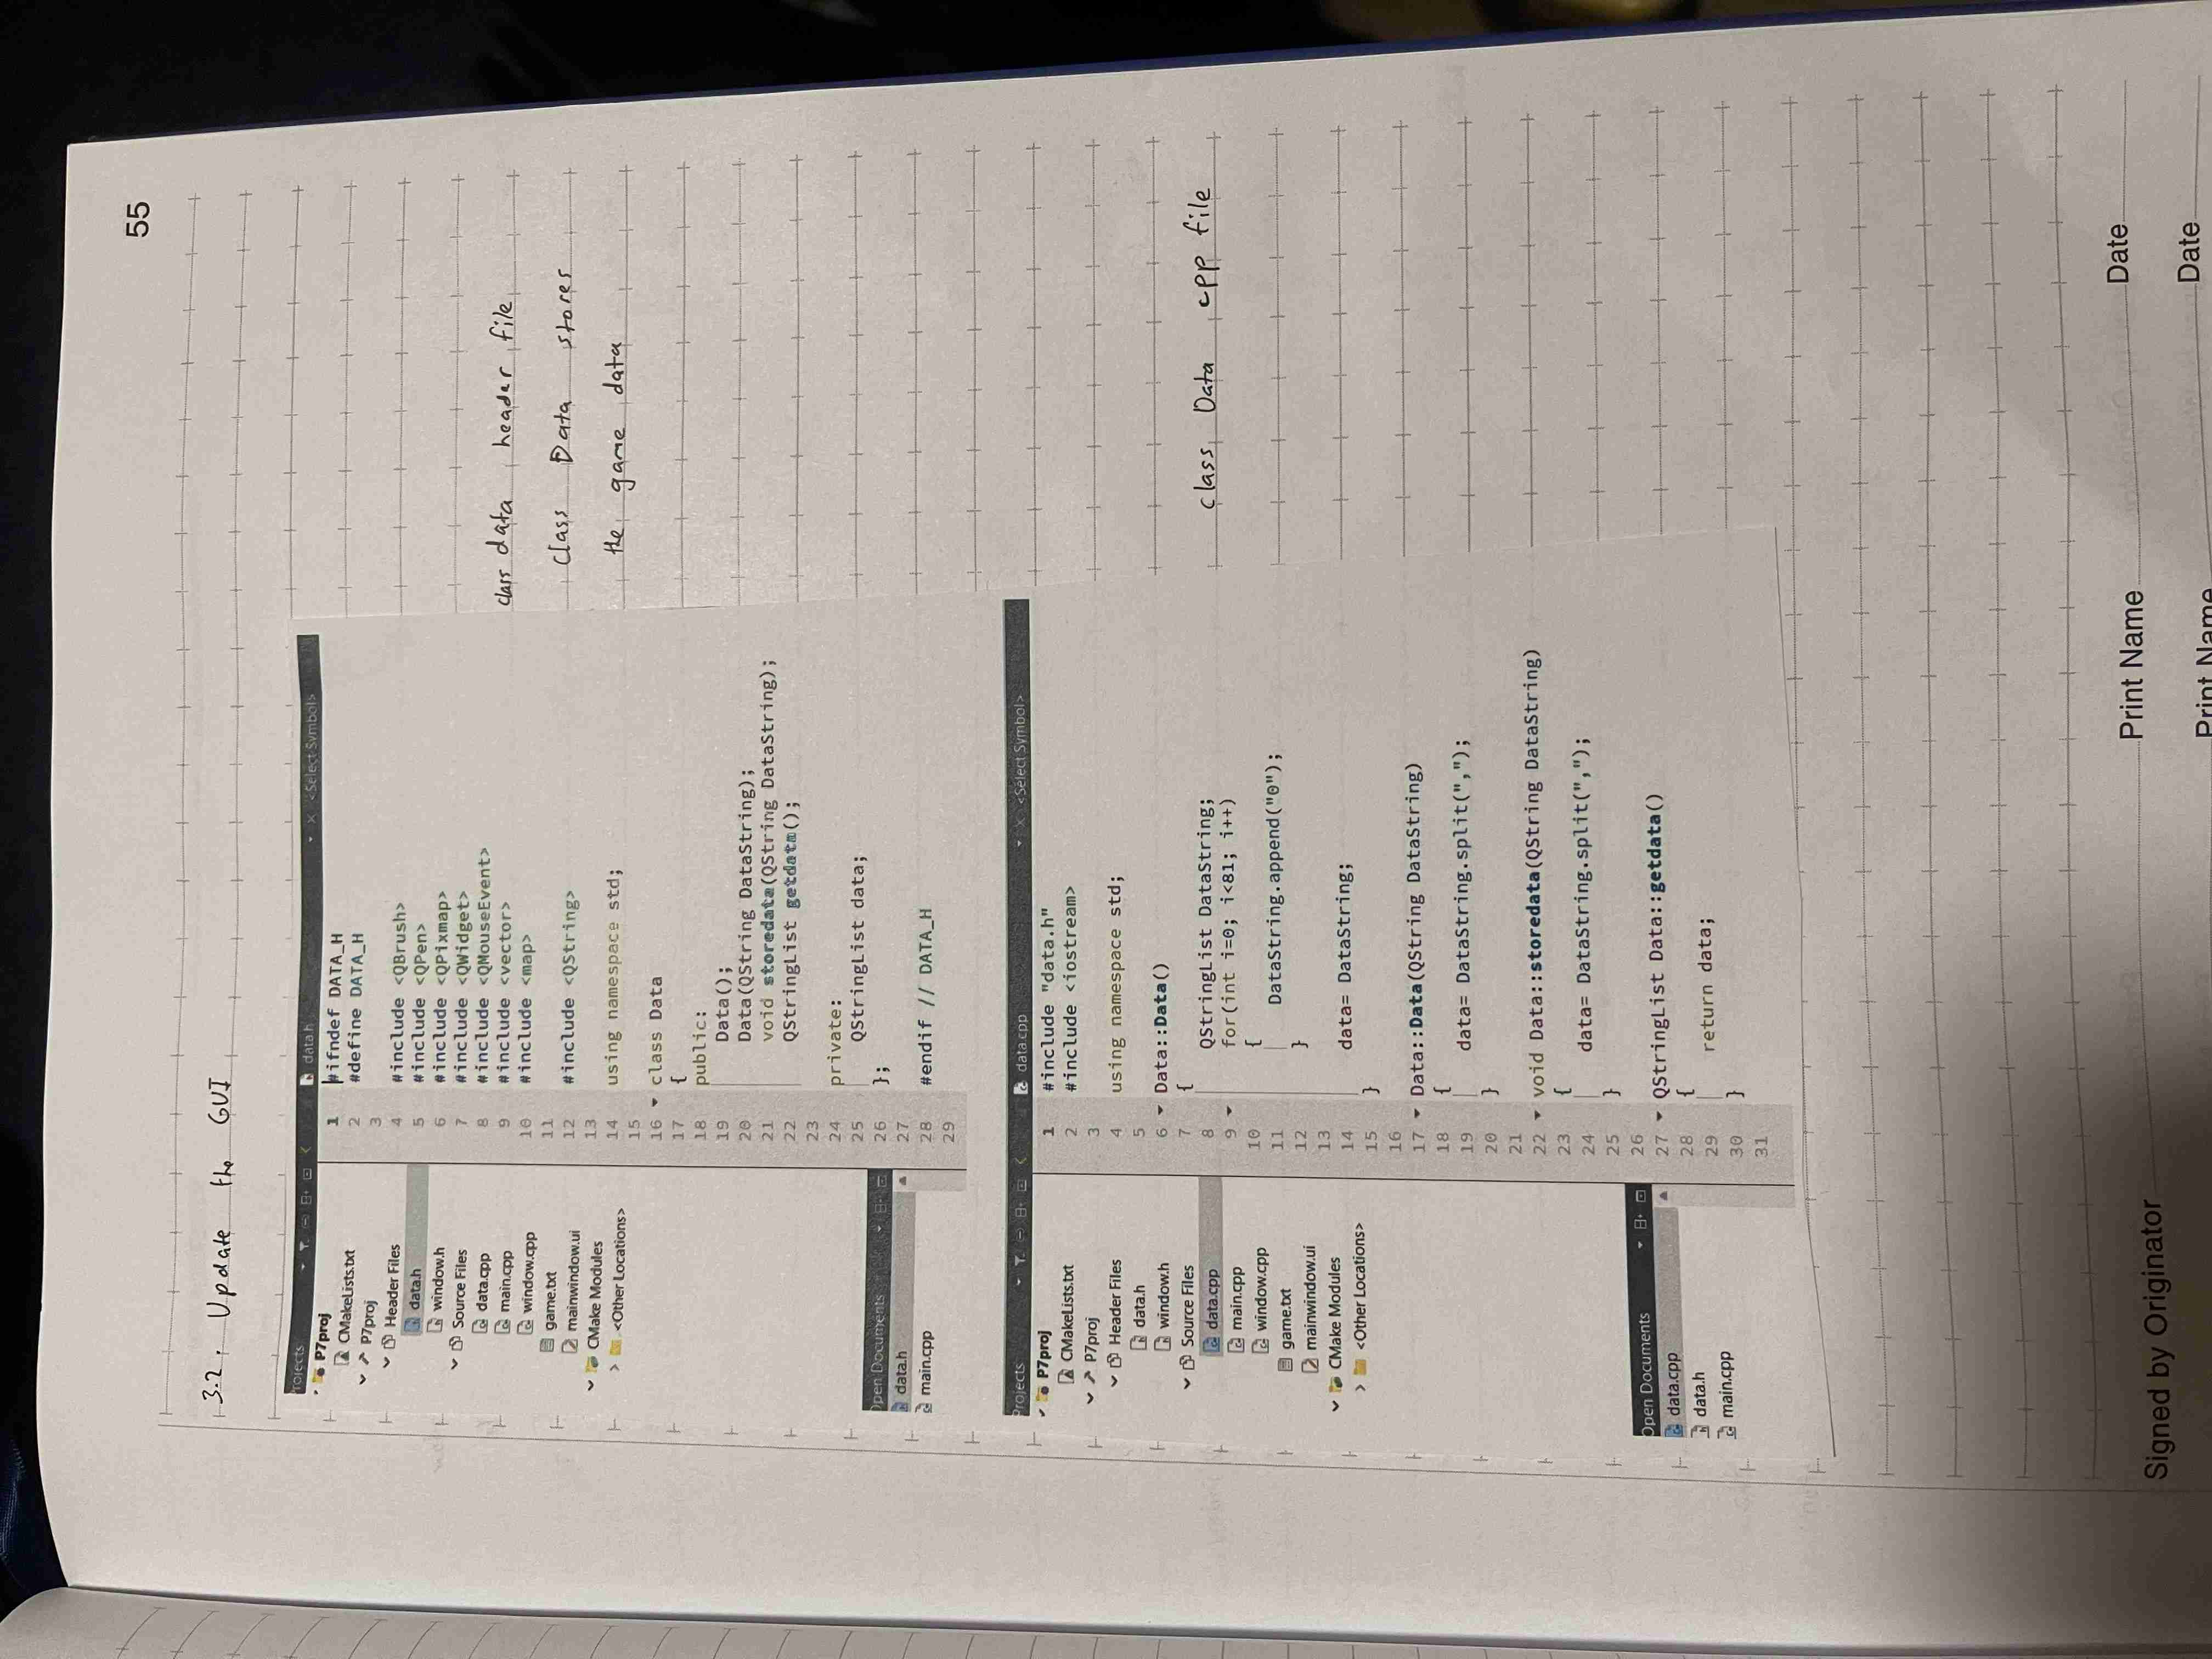 55
3.2. Update the GUI
Projects
data.h
<Select Symbol>
P7proj
CMakeLists.txt
P7proj
Header Files
data.h
window.h
Source Files
data.cpp
main.cpp
window.cpp
game.txt
mainwindow.ui
CMake Modules
<Other Locations>
Open Documents
data.h
main.cpp
1 #ifndef DATA_H
2 #define DATA_H
3
4 #include <QBrush>
5 #include <QPen>
6 #include <QPixmap>
7 #include <QWidget>
8 #include <QMouseEvent>
9 #include <vector>
10 #include <map>
11
12 #include <QString>
13
14 using namespace std;
15
16 class Data
17 {
18 public:
19 Data();
20 Data(QString DataString);
21 void storedata(QString DataString);
22 QStringList getdata();
23
24 private:
25 QStringList data;
26 };
27
28 #endif // DATA_H
29
class data header file
class Data stores
the game data
Projects
data.cpp
<Select Symbol>
P7proj
CMakeLists.txt
P7proj
Header Files
data.h
window.h
Source Files
data.cpp
main.cpp
window.cpp
game.txt
mainwindow.ui
CMake Modules
<Other Locations>
Open Documents
data.cpp
data.h
main.cpp
1 #include "data.h"
2 #include <iostream>
3
4 using namespace std;
5
6 Data::Data()
7 {
8 QStringList DataString;
9 for(int i=0; i<81; i++)
10 {
11 DataString.append("0");
12 }
13
14 data= DataString;
15 }
16
17 Data::Data(QString DataString)
18 {
19 data= DataString.split(",");
20 }
21
22 void Data::storedata(QString DataString)
23 {
24 data= DataString.split(",");
25 }
26
27 QStringList Data::getdata()
28 {
29 return data;
30 }
31
class Data cpp file
Signed by Originator Print Name Date
Print Name Date